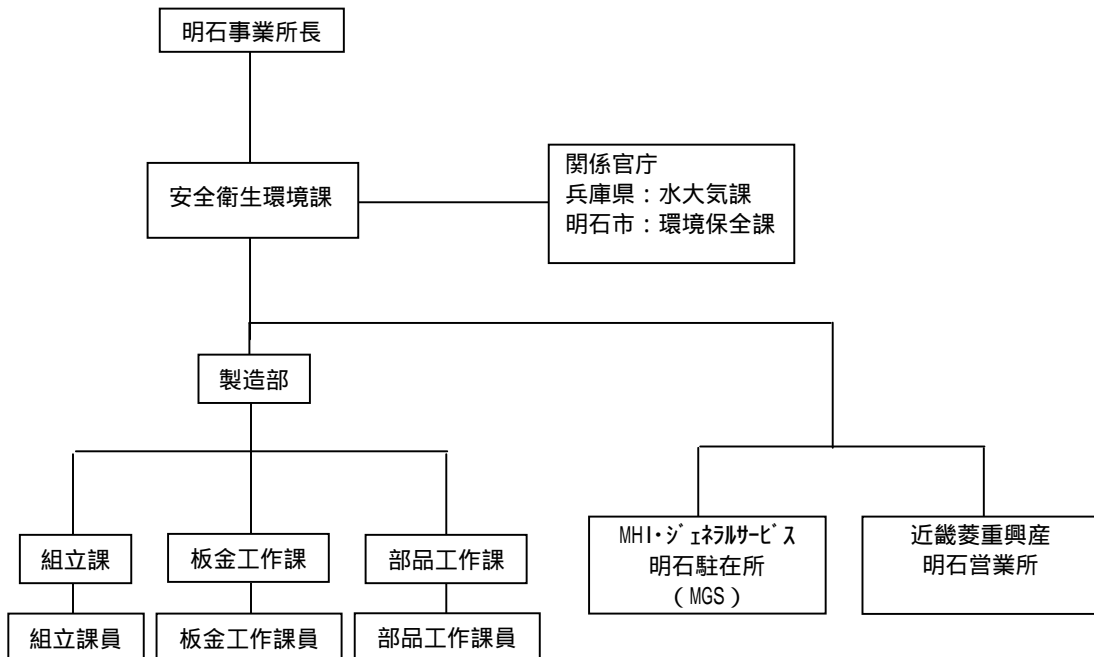 明石事業所長
安全衛生環境課
関係官庁
兵庫県：水大気課
明石市：環境保全課
製造部
組立課
板金工作課
部品工作課
MHI・ｼﾞｪﾈﾗﾙｻｰﾋﾞｽ
明石駐在所
（MGS）
近畿菱重興産
明石営業所
組立課員
板金工作課員
部品工作課員